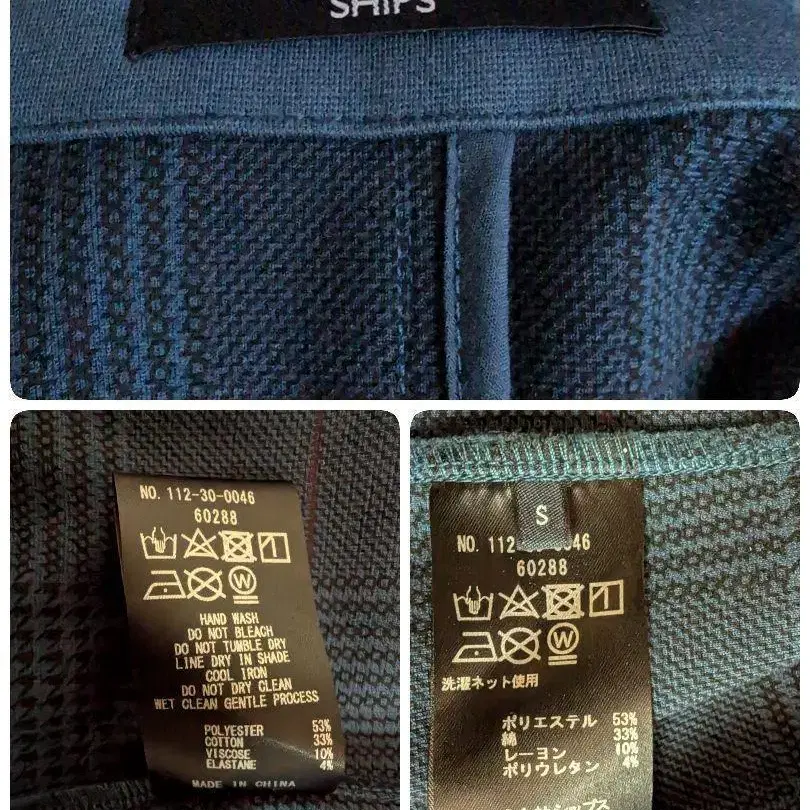 SHIPS
NO. 112-30-0046
60288
W
HAND WASH
DO NOT BLEACH
DO NOT TUMBLE DRY
LINE DRY IN SHADE
COOL IRON
DO NOT DRY CLEAN
WET CLEAN GENTLE PROCESS
POLYESTER 53%
COTTON 33%
VISCOSE 10%
ELASTANE 4%
MADE IN CHINA
S
NO. 112
0046
60288
W
洗濯ネット使用
ポリエステル 53%
綿 33%
レーヨン 10%
ポリウレタン 4%